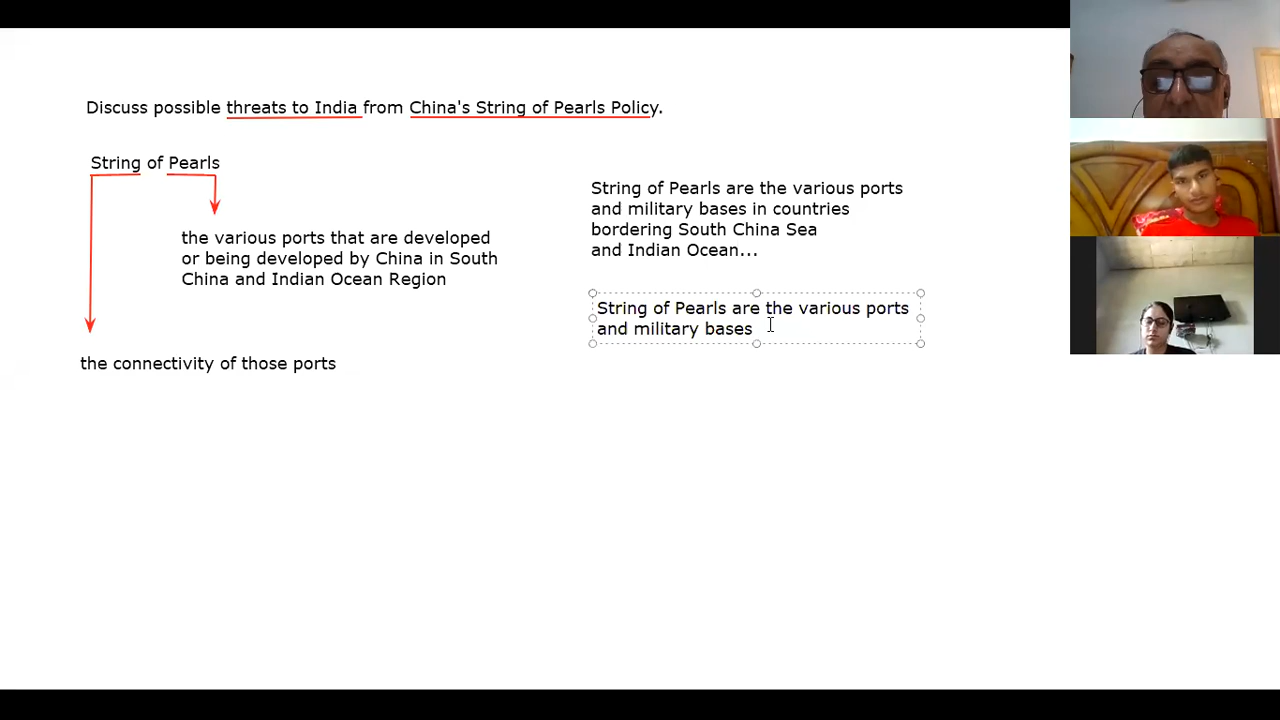 Discuss possible threats to India from China's String of Pearls Policy.
String of Pearls
the various ports that are developed
or being developed by China in South
China and Indian Ocean Region
the connectivity of those ports
String of Pearls are the various ports
and military bases in countries
bordering South China Sea
and Indian Ocean...
String of Pearls are the various ports
and military bases